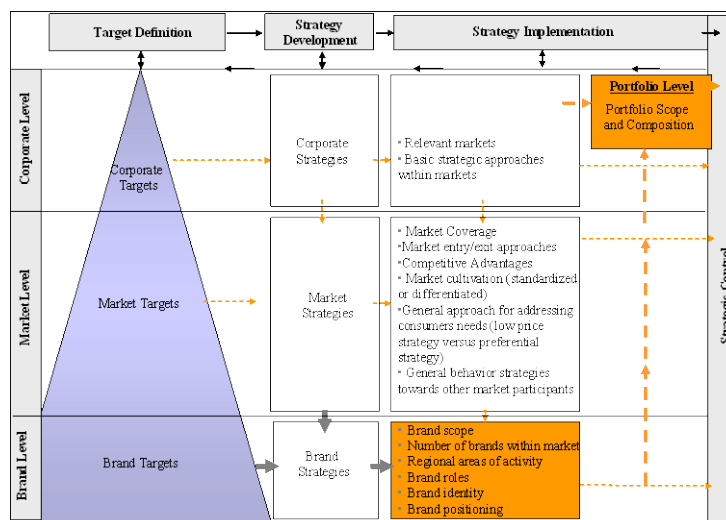 Target Definition
Strategy
Development
Strategy Implementation
Corporate Level
Corporate
Targets
Corporate
Strategies
• Relevant markets
• Basic strategic approaches
within markets
Portfolio Level
Portfolio Scope
and Composition
Market Level
Market Targets
Market
Strategies
• Market Coverage
•Market entry/exit approaches
•Competitive Advantages
• Market cultivation (standardized
or differentiated)
•General approach for addressing
consumers needs (low price
strategy versus preferential
strategy)
• General behavior strategies
towards other market participants
Brand Level
Brand Targets
Brand
Strategies
• Brand scope
• Number of brands within market
• Regional areas of activity
• Brand roles
• Brand identity
• Brand positioning
Strategic Control